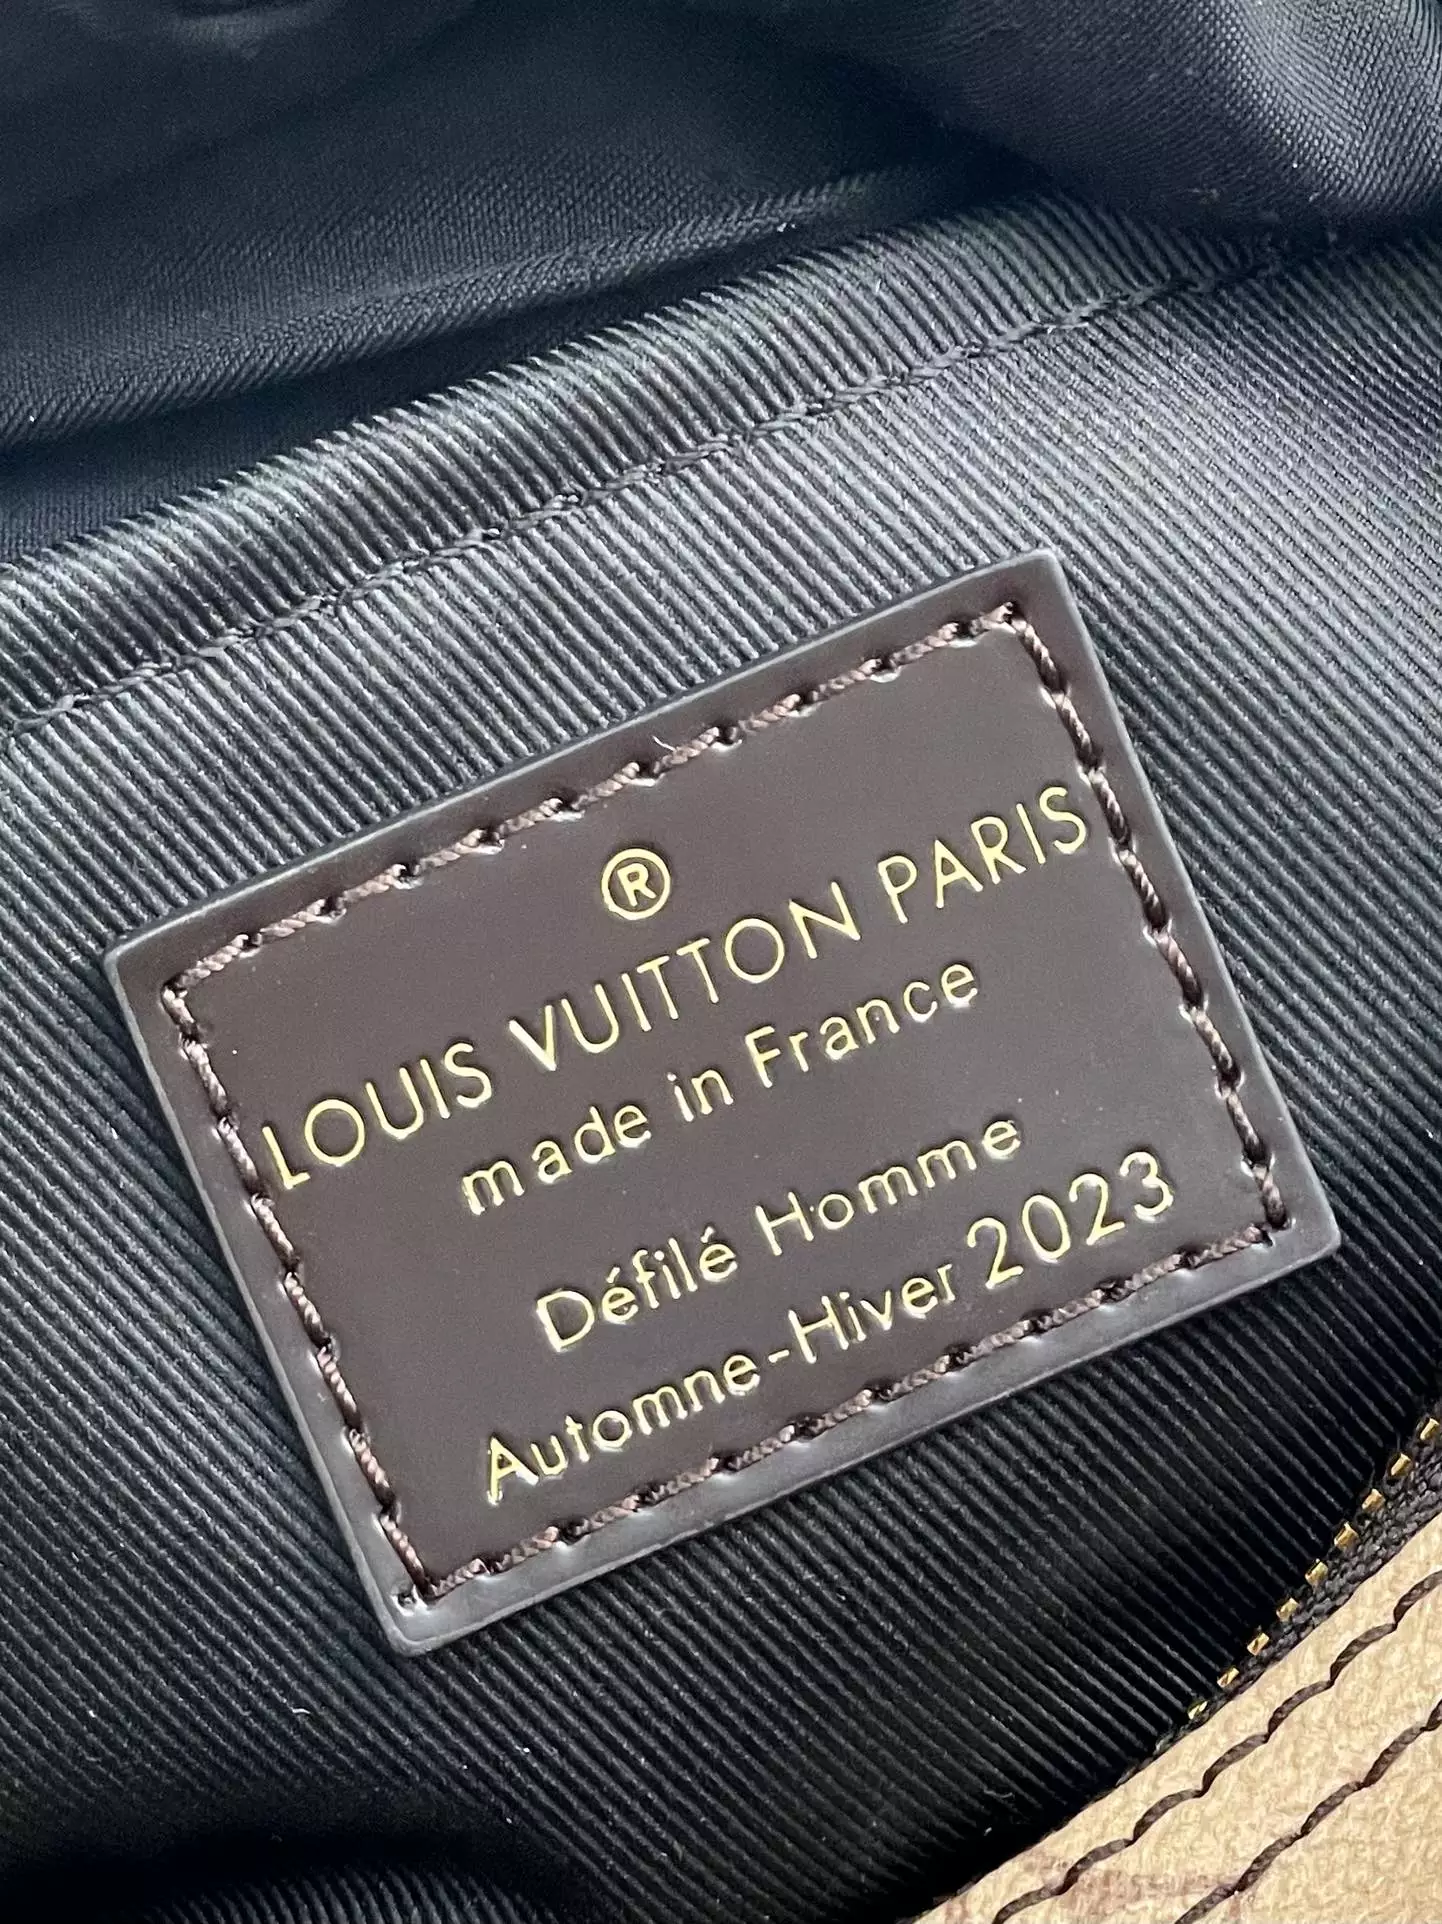 ®
LOUIS VUITTON PARIS
made in France
Défilé Homme
Automne-Hiver 2023